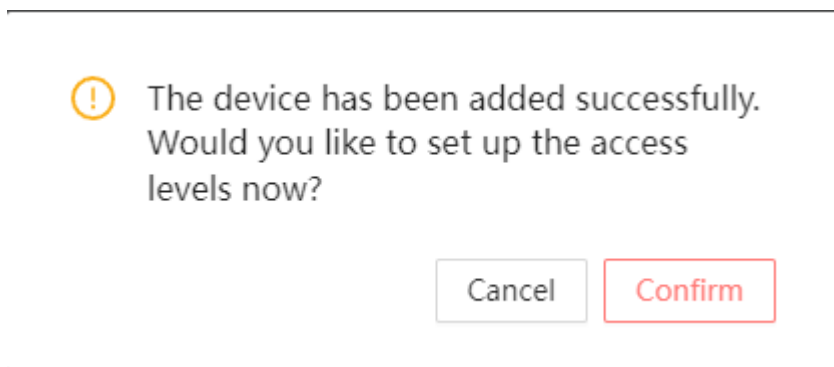 The device has been added successfully.
Would you like to set up the access
levels now?
Cancel
Confirm